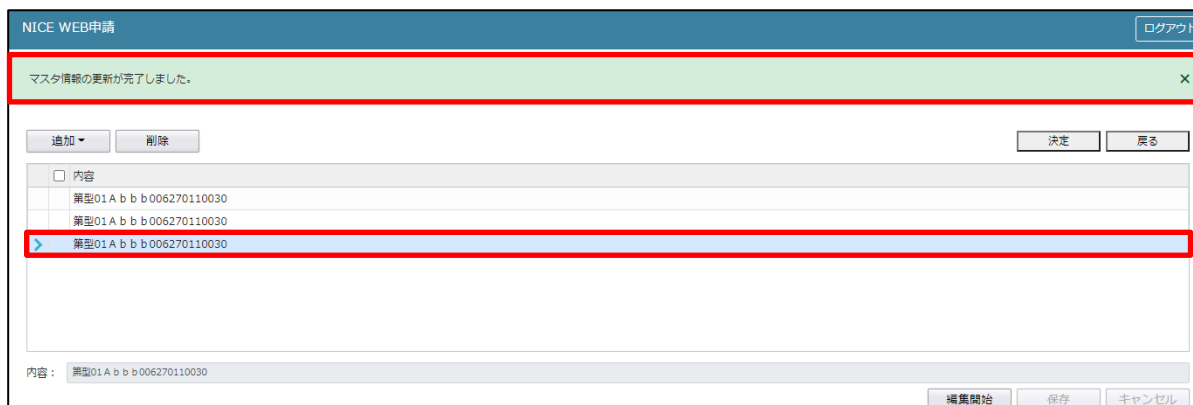 NICE WEB申請
ログアウト
マスタ情報の更新が完了しました。
×
追加 削除 決定 戻る
内容
第型01Ａｂｂｂ006270110030
第型01Ａｂｂｂ006270110030
第型01Ａｂｂｂ006270110030
内容： 第型01Ａｂｂｂ006270110030
編集開始 保存 キャンセル